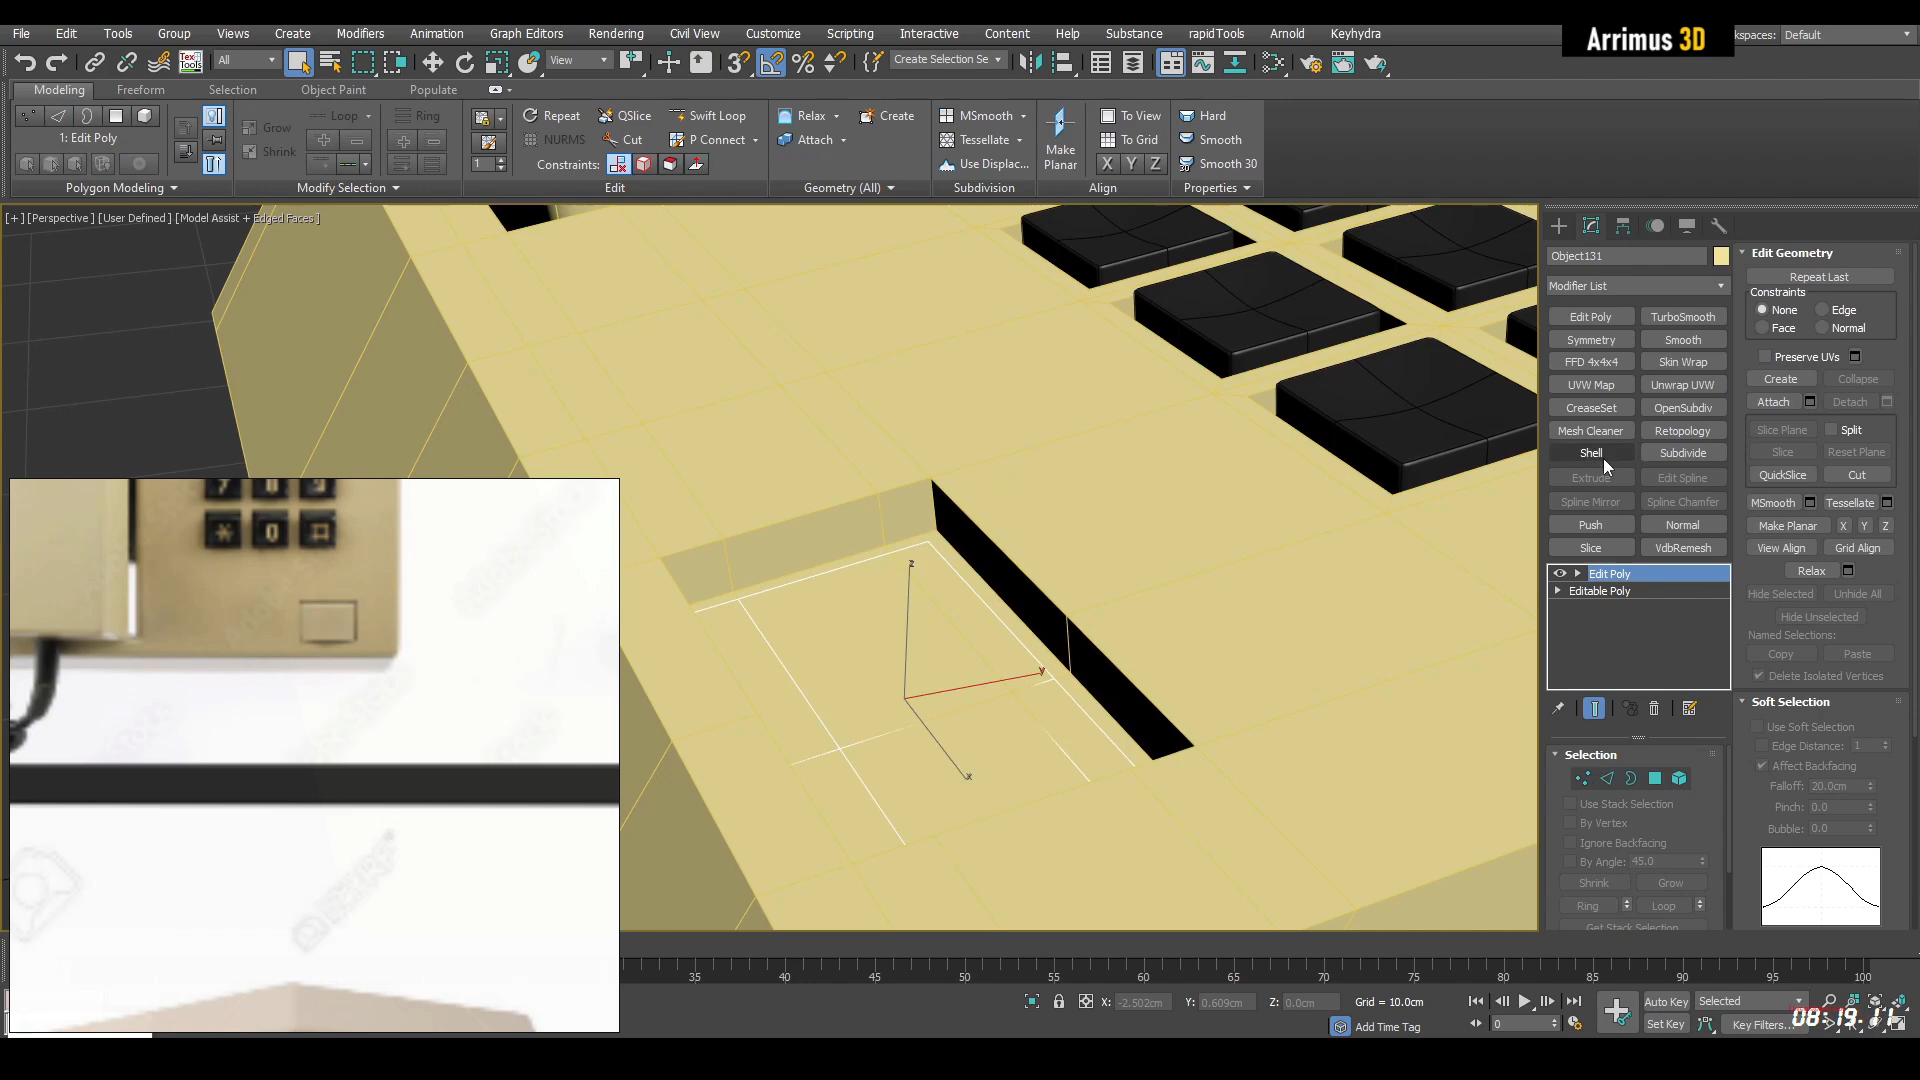 File Edit Tools Group Views Create Modifiers Animation Graph Editors Rendering Civil View Customize Scripting Interactive Content Help Substance rapidTools Arnold Keyhydra
Arrimus 3D
kspaces: Default
Text Tools All View Create Selection Se
Modeling Freeform Selection Object Paint Populate
1: Edit Poly
Grow Loop Ring
Shrink
Repeat QSlice Swift Loop
NURMS Cut P Connect
1 Constraints:
Relax Create
Attach
MSmooth
Tessellate
Use Displac...
Make Planar
To View
To Grid
X Y Z
Hard
Smooth
Smooth 30
Polygon Modeling Modify Selection Edit Geometry (All) Subdivision Align Properties
[+] [Perspective] [User Defined] [Model Assist + Edged Faces]
Object131
Modifier List
Edit Poly TurboSmooth
Symmetry Smooth
FFD 4x4x4 Skin Wrap
UVW Map Unwrap UVW
CreaseSet OpenSubdiv
Mesh Cleaner Retopology
Shell Subdivide
Extrude Edit Spline
Spline Mirror Spline Chamfer
Push Normal
Slice VdbRemesh
Edit Poly
Editable Poly
Selection
Use Stack Selection
By Vertex
Ignore Backfacing
By Angle: 45.0
Shrink Grow
Ring Loop
Get Stack Selection
Edit Geometry
Repeat Last
Constraints
None Edge
Face Normal
Preserve UVs
Create Collapse
Attach Detach
Slice Plane Split
Slice Reset Plane
QuickSlice Cut
MSmooth Tessellate
Make Planar X Y Z
View Align Grid Align
Relax
Hide Selected Unhide All
Hide Unselected
Named Selections:
Copy Paste
Delete Isolated Vertices
Soft Selection
Use Soft Selection
Edge Distance: 1
Affect Backfacing
Falloff: 20.0cm
Pinch: 0.0
Bubble: 0.0
z
y
x
7 8 9
* 0
35 40 45 50 55 60 65 70 75 80 85 90 95 100
X: -2.502cm Y: 0.609cm Z: 0.0cm Grid = 10.0cm
Add Time Tag
0
Auto Key Selected
Set Key Key Filters...
08:19:11